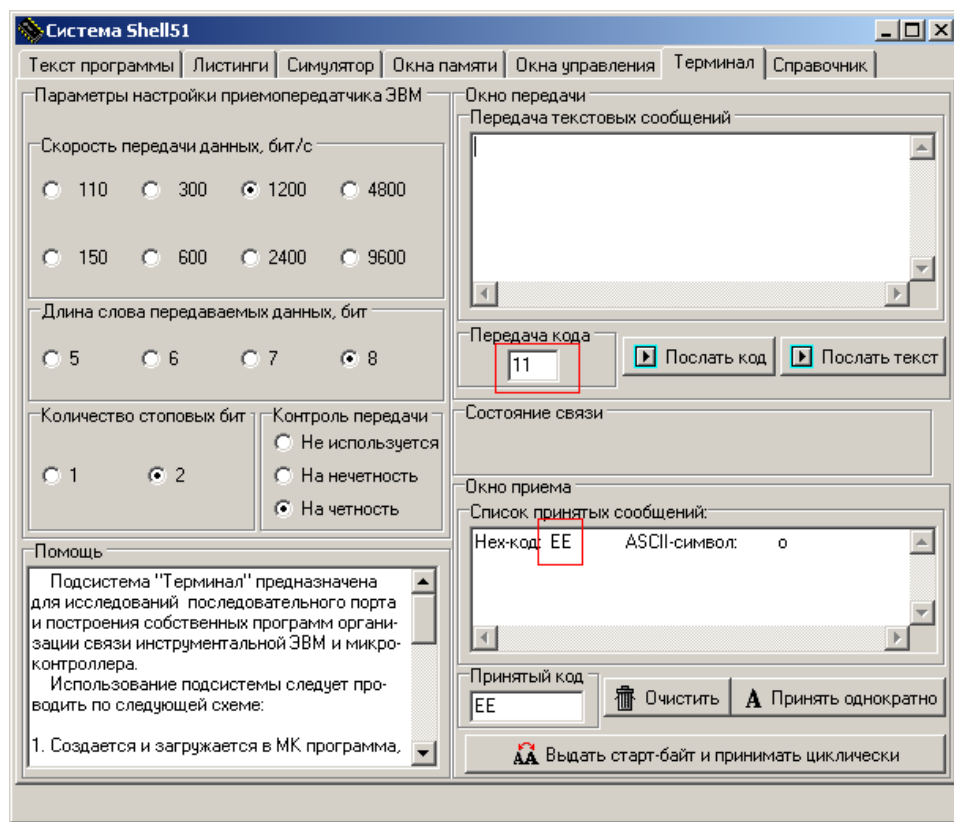 Система Shell51
Текст программы Листинги Симулятор Окна памяти Окна управления Терминал Справочник
Параметры настройки приемопередатчика ЭВМ
Скорость передачи данных, бит/с
110 300 1200 4800
150 600 2400 9600
Длина слова передаваемых данных, бит
5 6 7 8
Количество стоповых бит
1 2
Контроль передачи
Не используется
На нечетность
На четность
Помощь
Подсистема "Терминал" предназначена
для исследований последовательного порта
и построения собственных программ органи-
зации связи инструментальной ЭВМ и микро-
контроллера.
Использование подсистемы следует про-
водить по следующей схеме:
1. Создается и загружается в МК программа,
Окно передачи
Передача текстовых сообщений
Передача кода
11
Послать код
Послать текст
Состояние связи
Окно приема
Список принятых сообщений:
Hex-код: EE ASCII-символ: о
Принятый код
EE
Очистить
A Принять однократно
AA Выдать старт-байт и принимать циклически